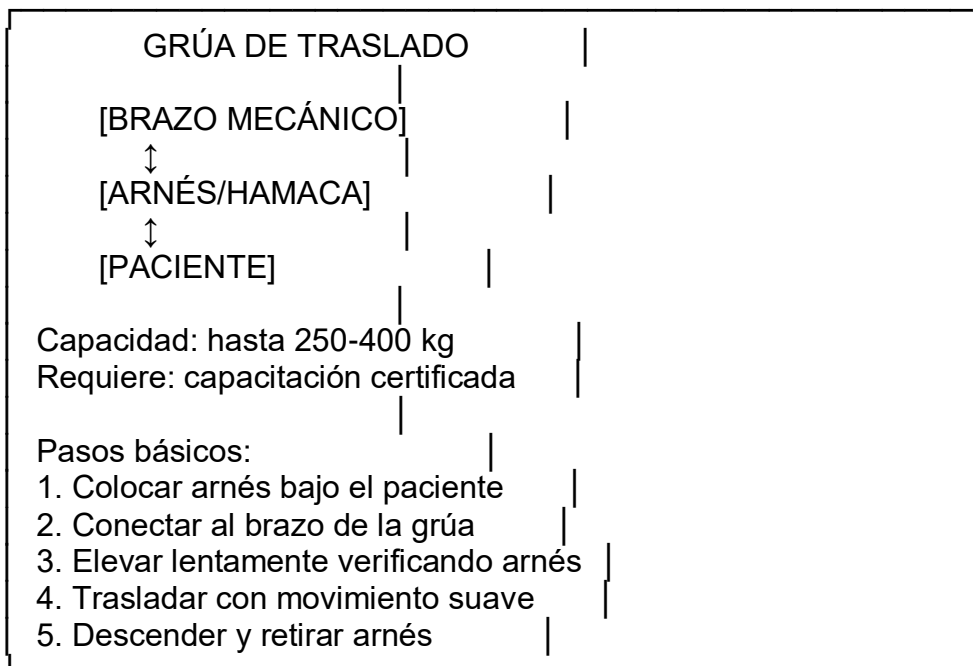 GRÚA DE TRASLADO
[BRAZO MECÁNICO]
↕
[ARNÉS/HAMACA]
↕
[PACIENTE]
Capacidad: hasta 250-400 kg
Requiere: capacitación certificada
Pasos básicos:
1. Colocar arnés bajo el paciente
2. Conectar al brazo de la grúa
3. Elevar lentamente verificando arnés
4. Trasladar con movimiento suave
5. Descender y retirar arnés